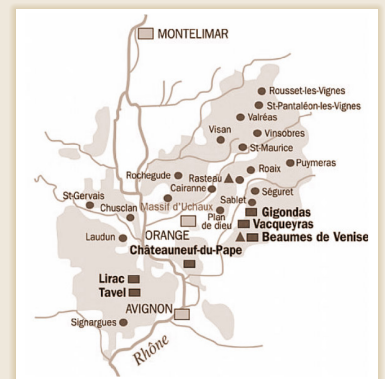 MONTELIMAR
Rousset-les-Vignes
St-Pantaléon-les-Vignes
Valréas
Visan
Vinsobres
St-Maurice
Puymeras
Rochegude
Rasteau
Roaix
Cairanne
St-Gervais
Massif d'Uchaux
Séguret
Sablet
Chusclan
Plan
de dieu
Gigondas
Vacqueyras
Laudun
ORANGE
Beaumes de Venise
Châteauneuf-du-Pape
Lirac
Tavel
AVIGNON
Signargues
Rhône